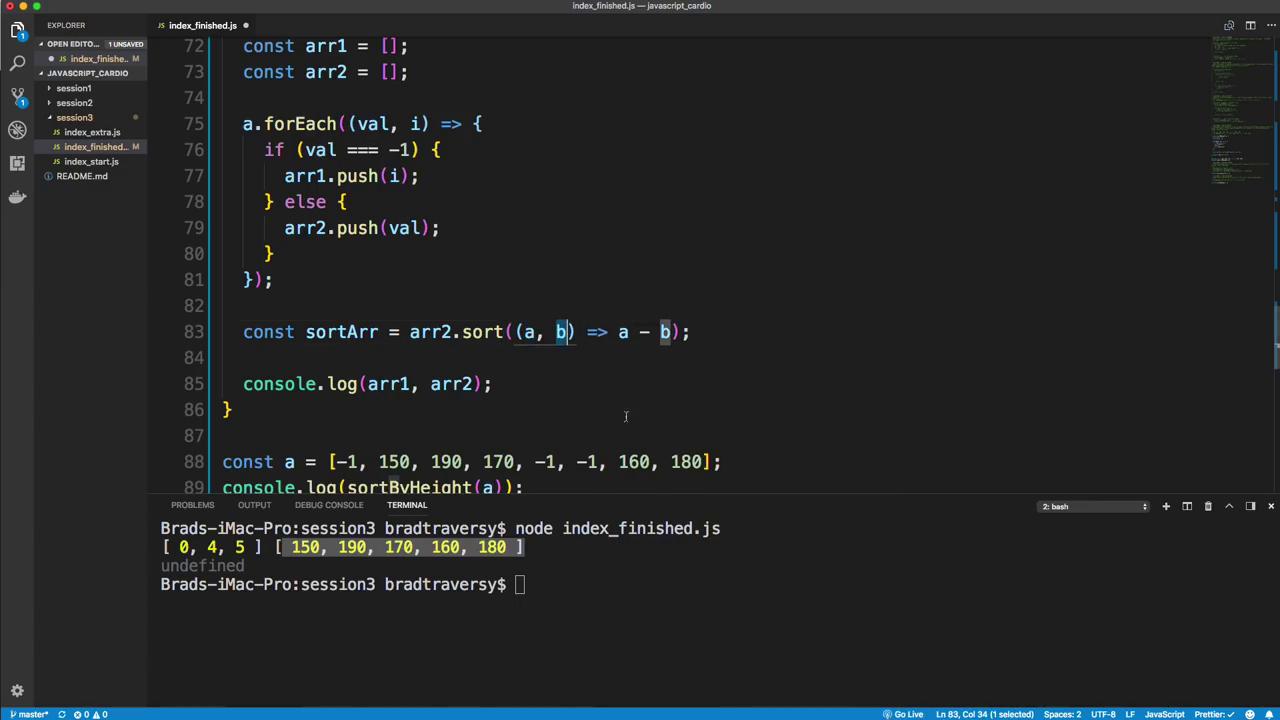 index_finished.js — javascript_cardio
EXPLORER
OPEN EDITO... 1 UNSAVED
index_finishe... M
JAVASCRIPT_CARDIO
session1
session2
session3
index_extra.js
index_finished... M
index_start.js
README.md
1
1
index_finished.js
72 const arr1 = [];
73 const arr2 = [];
74
75 a.forEach((val, i) => {
76 if (val === -1) {
77 arr1.push(i);
78 } else {
79 arr2.push(val);
80 }
81 });
82
83 const sortArr = arr2.sort((a, b) => a - b);
84
85 console.log(arr1, arr2);
86 }
87
88 const a = [-1, 150, 190, 170, -1, -1, 160, 180];
89 console.log(sortByHeight(a));
PROBLEMS OUTPUT DEBUG CONSOLE TERMINAL 2: bash
Brads-iMac-Pro:session3 bradtraversy$ node index_finished.js
[ 0, 4, 5 ] [ 150, 190, 170, 160, 180 ]
undefined
Brads-iMac-Pro:session3 bradtraversy$
master* 0 0 Go Live Ln 83, Col 34 (1 selected) Spaces: 2 UTF-8 LF JavaScript Prettier: ✓